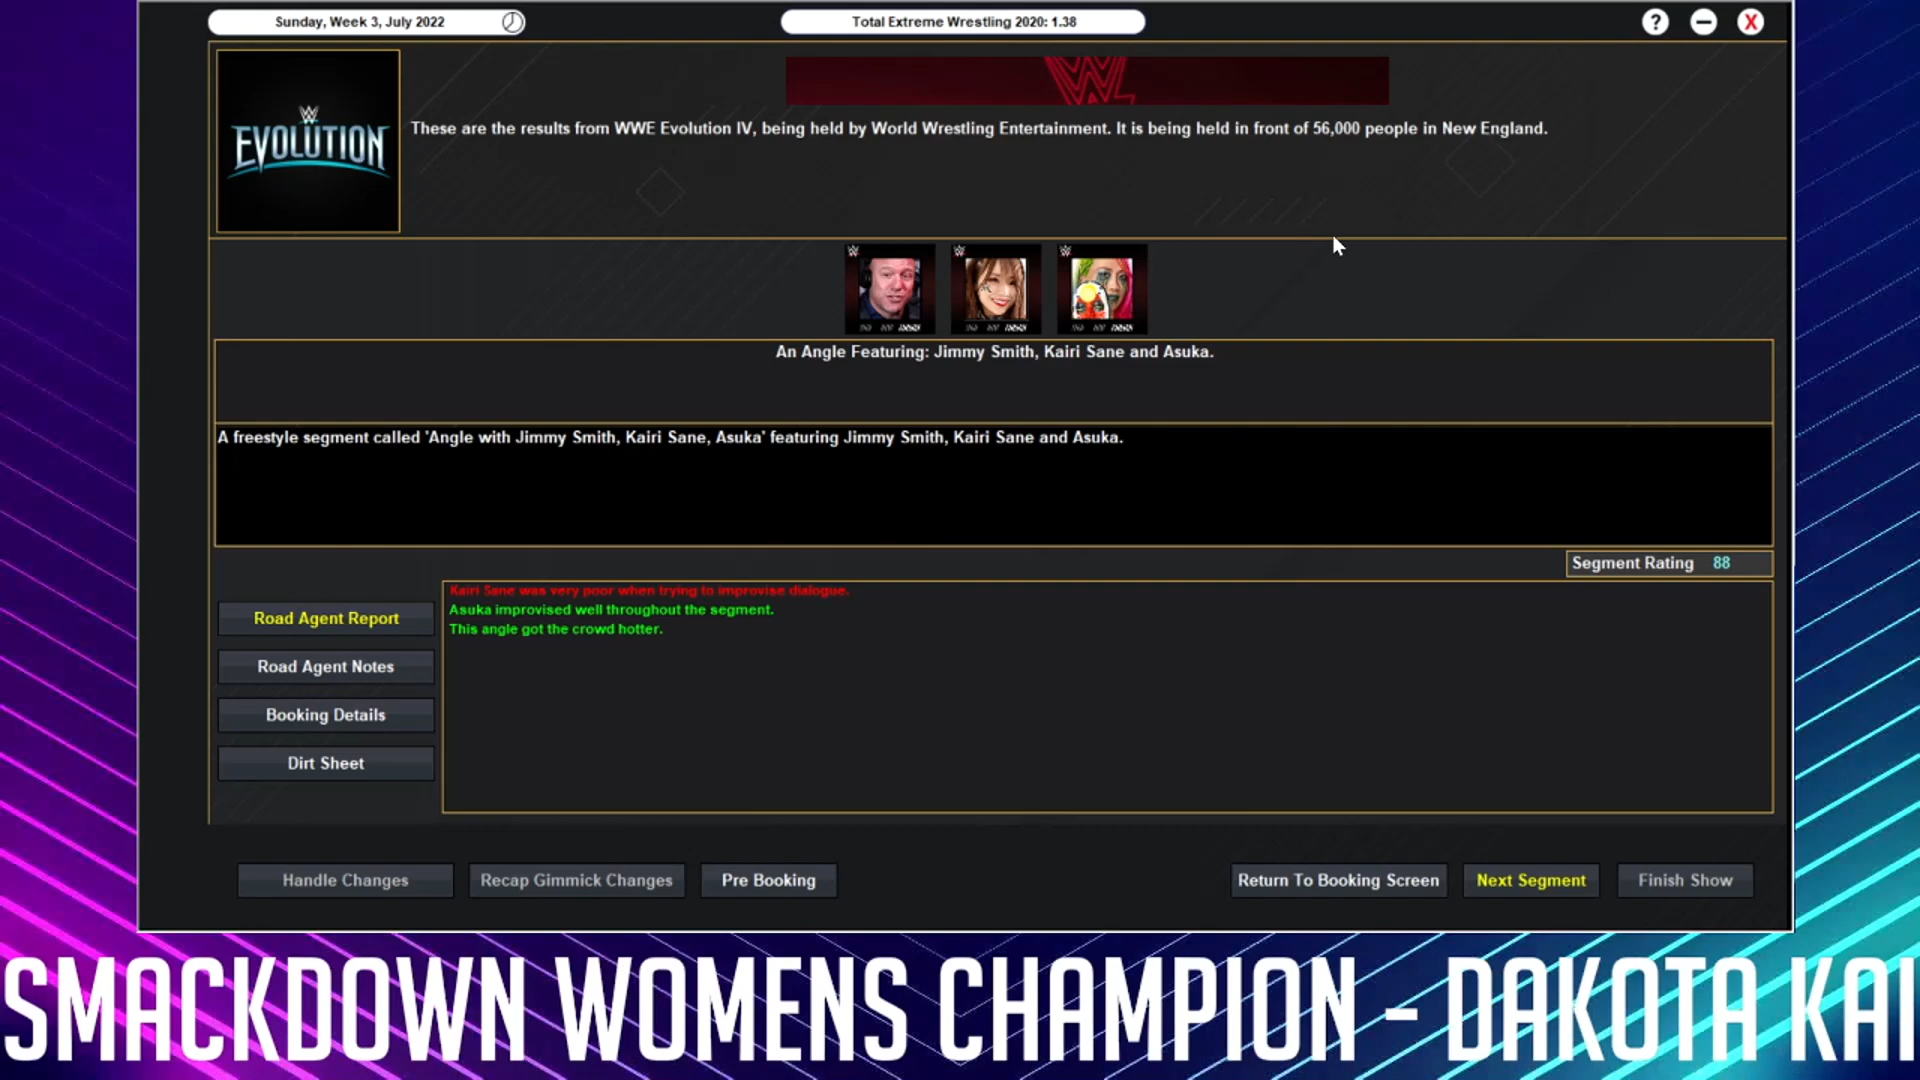 Sunday, Week 3, July 2022
Total Extreme Wrestling 2020: 1.38
?
X
EVOLUTION
These are the results from WWE Evolution IV, being held by World Wrestling Entertainment. It is being held in front of 56,000 people in New England.
An Angle Featuring: Jimmy Smith, Kairi Sane and Asuka.
A freestyle segment called 'Angle with Jimmy Smith, Kairi Sane, Asuka' featuring Jimmy Smith, Kairi Sane and Asuka.
Segment Rating 88
Kairi Sane was very poor when trying to improvise dialogue.
Asuka improvised well throughout the segment.
This angle got the crowd hotter.
Road Agent Report
Road Agent Notes
Booking Details
Dirt Sheet
Handle Changes
Recap Gimmick Changes
Pre Booking
Return To Booking Screen
Next Segment
Finish Show
SMACKDOWN WOMENS CHAMPION - DAKOTA KAI